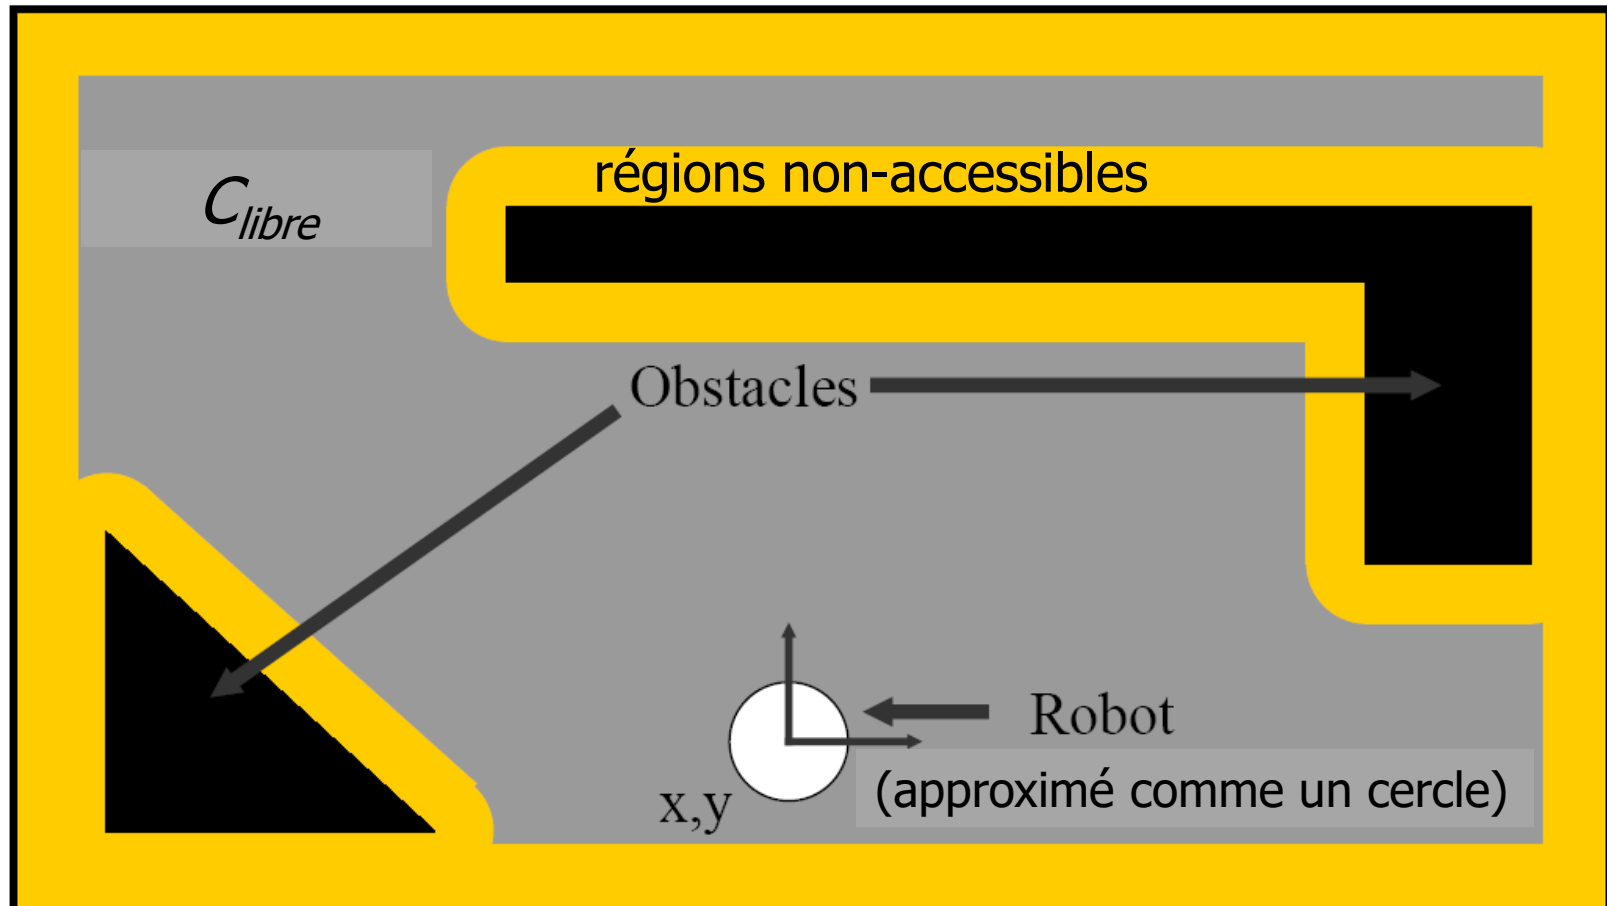 régions non-accessibles
C libre
Obstacles
Robot
(approximé comme un cercle)
x,y